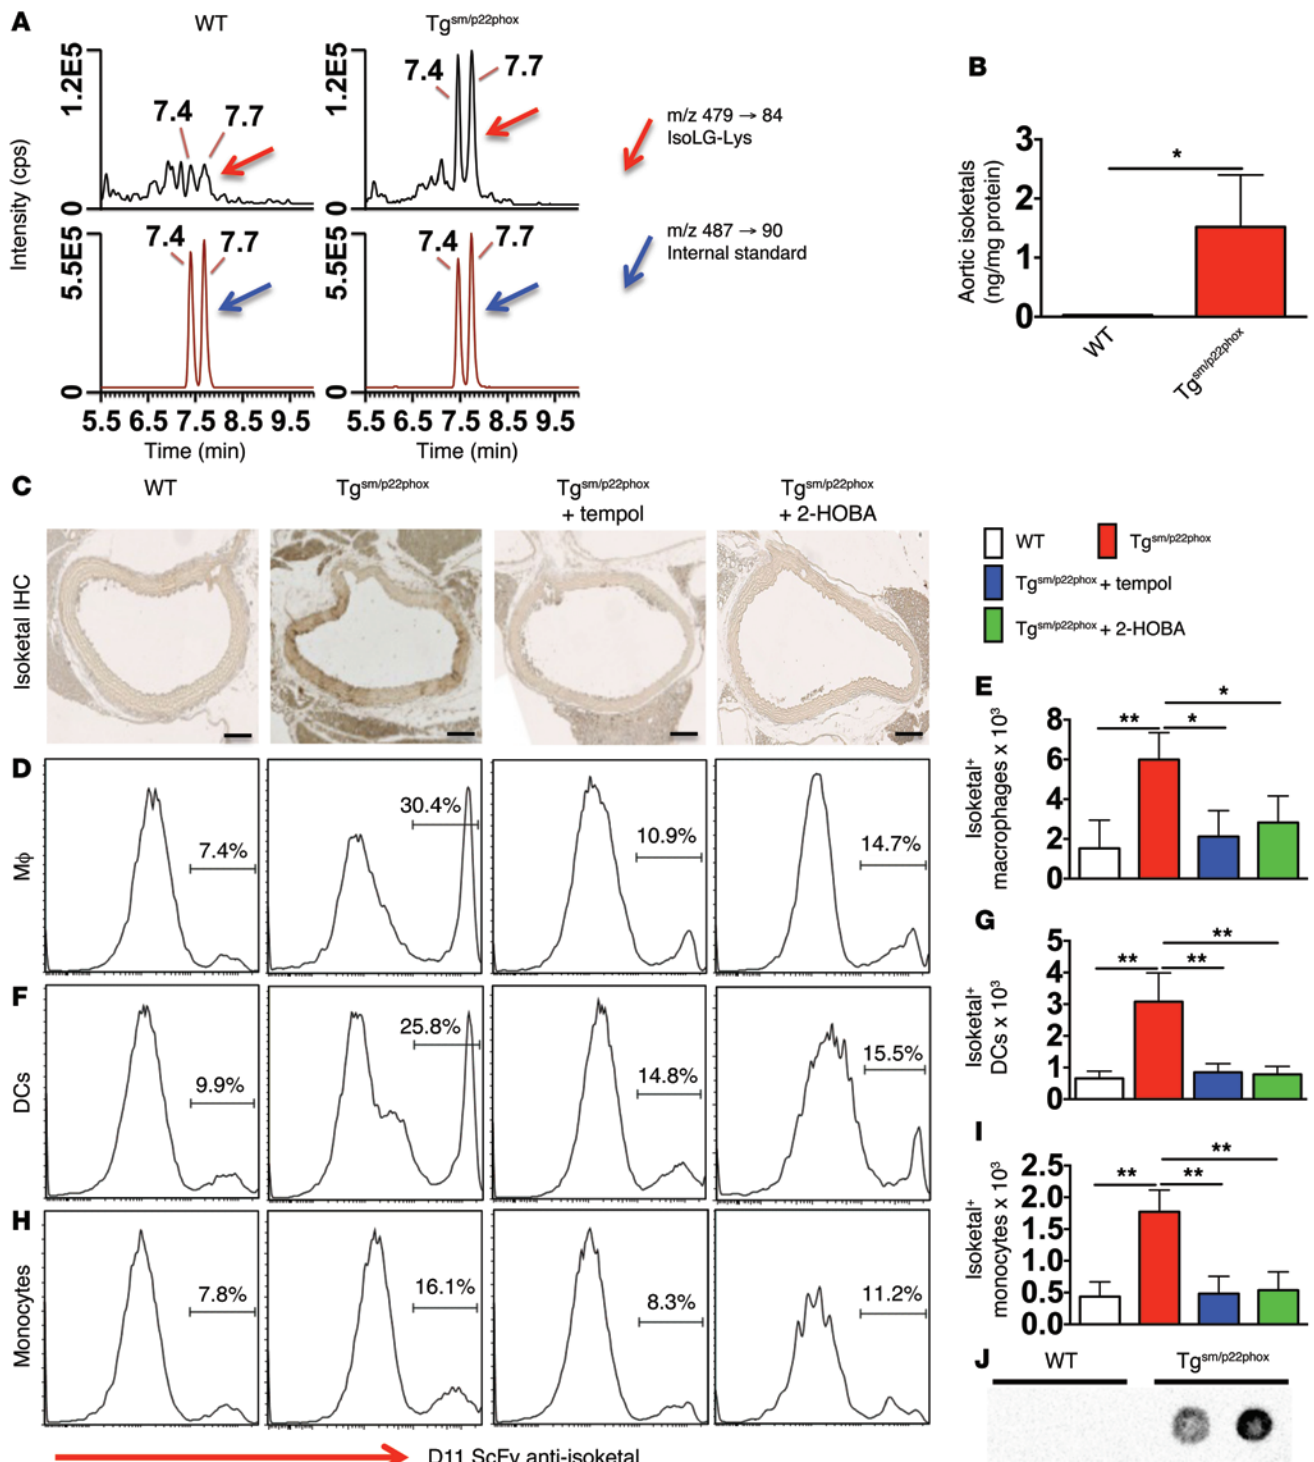 A
WT
Tgsm/p22phox
Intensity (cps)
1.2E5
0
7.4
7.7
1.2E5
0
7.4
7.7
m/z 479 → 84
IsoLG-Lys
5.5E5
0
7.4
7.7
5.5E5
0
7.4
7.7
m/z 487 → 90
Internal standard
5.5 6.5 7.5 8.5 9.5
5.5 6.5 7.5 8.5 9.5
Time (min)
Time (min)
B
Aortic isoketals
(ng/mg protein)
3
2
1
0
*
WT
Tgsm/p22phox
C
WT
Tgsm/p22phox
Tgsm/p22phox
+ tempol
Tgsm/p22phox
+ 2-HOBA
Isoketal IHC
WT
Tgsm/p22phox
Tgsm/p22phox + tempol
Tgsm/p22phox + 2-HOBA
D
Mϕ
7.4%
30.4%
10.9%
14.7%
E
Isoketal+
macrophages x 10³
8
6
4
2
0
**
*
*
F
DCs
9.9%
25.8%
14.8%
15.5%
G
Isoketal+
DCs x 10³
5
4
3
2
1
0
**
**
**
H
Monocytes
7.8%
16.1%
8.3%
11.2%
I
Isoketal+
monocytes x 10³
2.5
2.0
1.5
1.0
0.5
0.0
**
**
**
D11 ScFv anti-isoketal
J
WT
Tgsm/p22phox